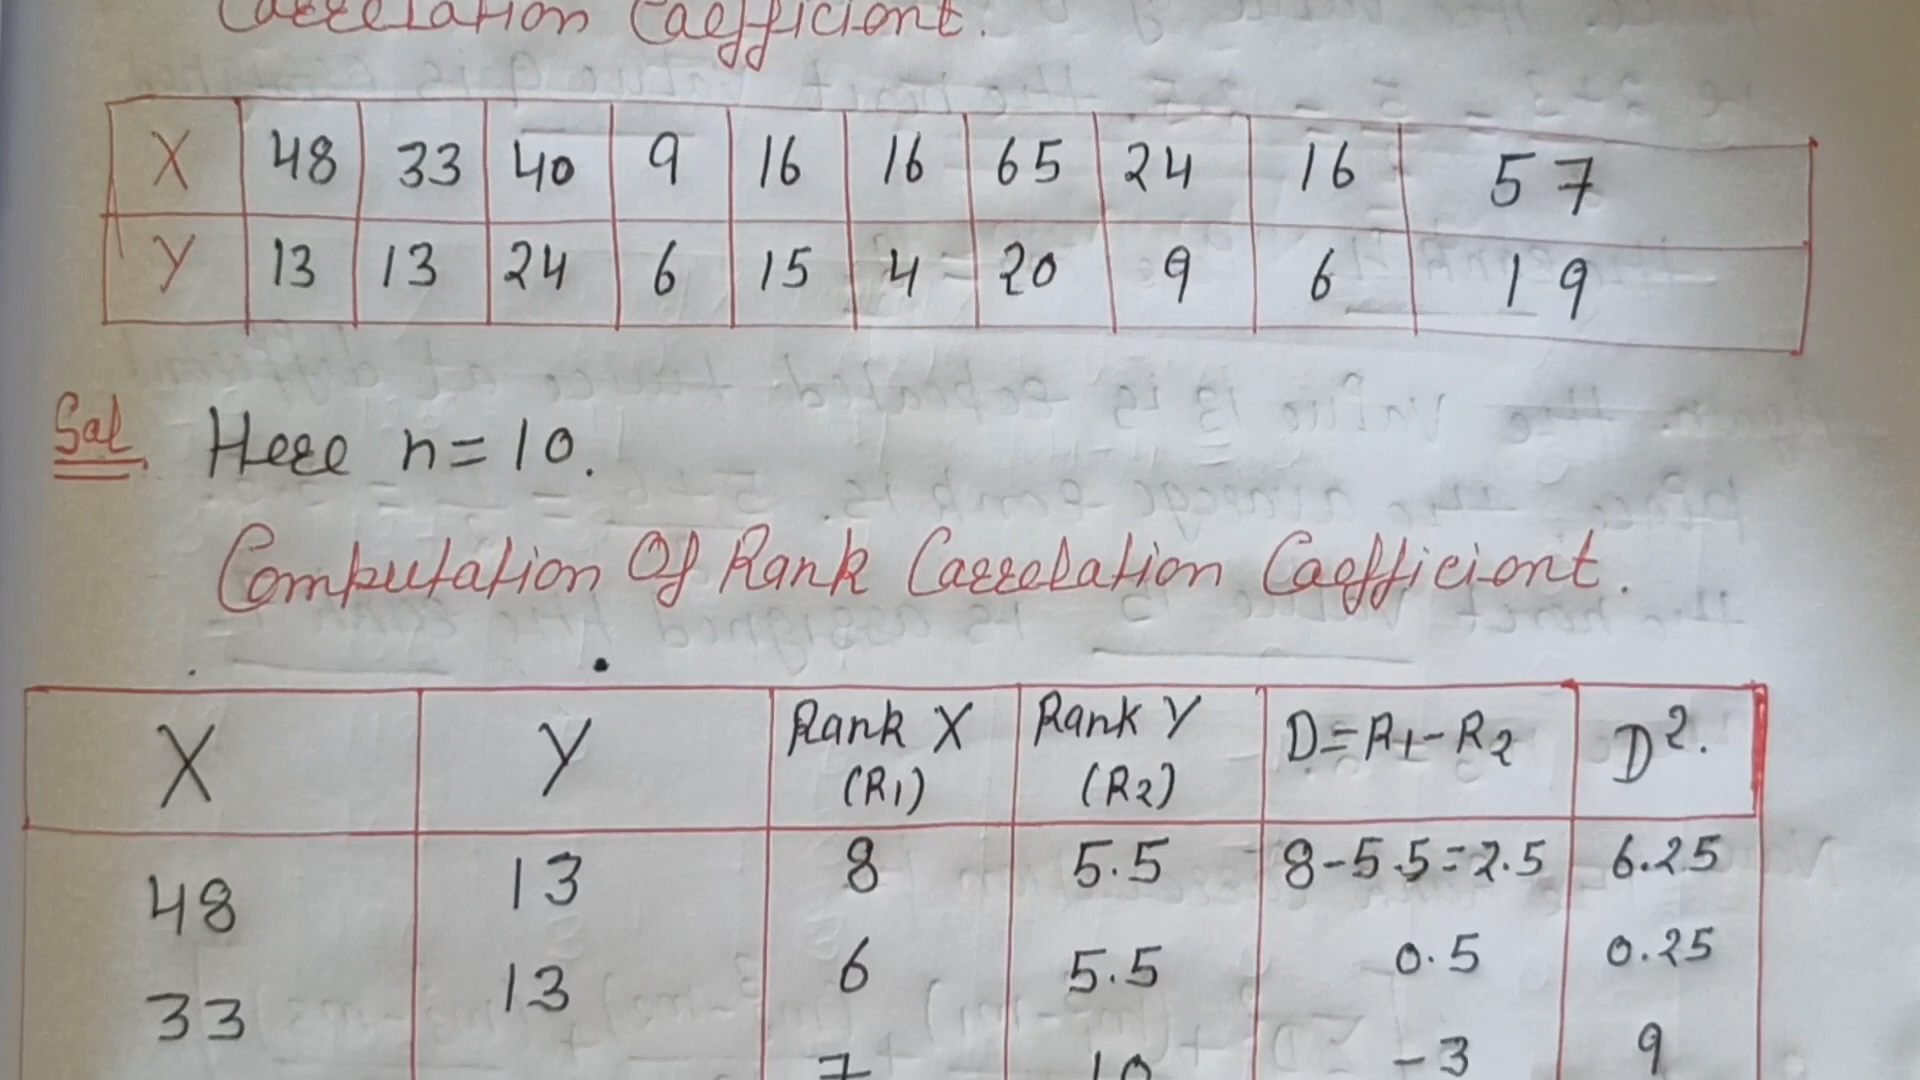 Correlation Coefficient.
X 48 33 40 9 16 16 65 24 16 57
Y 13 13 24 6 15 4 20 9 6 19
Sol. Here n=10.
Computation Of Rank Correlation Coefficient.
X Y Rank X (R1) Rank Y (R2) D=R1-R2 D².
48 13 8 5.5 8-5.5=2.5 6.25
33 13 6 5.5 0.5 0.25
7 10 -3 9